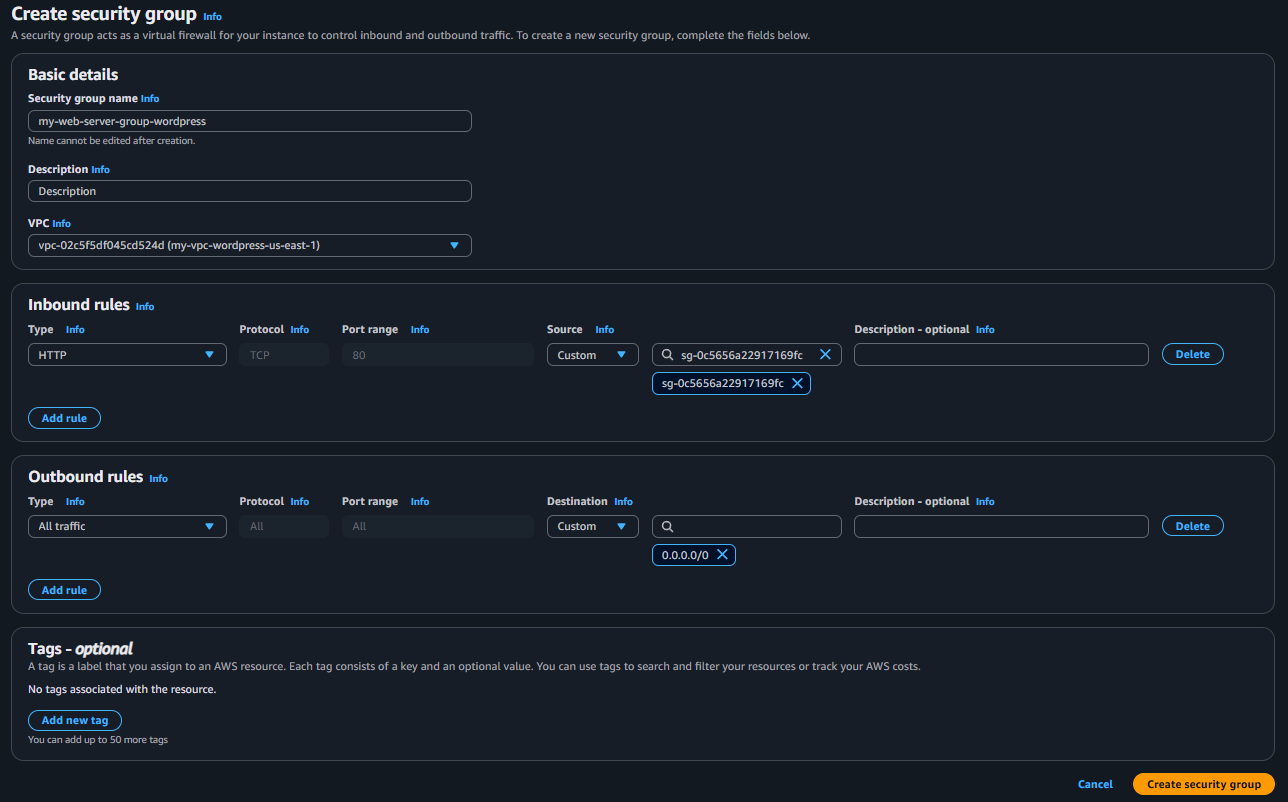 Create security group Info
A security group acts as a virtual firewall for your instance to control inbound and outbound traffic. To create a new security group, complete the fields below.
Basic details
Security group name Info
my-web-server-group-wordpress
Name cannot be edited after creation.
Description Info
Description
VPC Info
vpc-02c5f5df045cd524d (my-vpc-wordpress-us-east-1)
Inbound rules Info
Type Info Protocol Info Port range Info Source Info Description - optional Info
HTTP TCP 80 Custom sg-0c5656a22917169fc Delete
sg-0c5656a22917169fc
Add rule
Outbound rules Info
Type Info Protocol Info Port range Info Destination Info Description - optional Info
All traffic All All Custom Delete
0.0.0.0/0
Add rule
Tags - optional
A tag is a label that you assign to an AWS resource. Each tag consists of a key and an optional value. You can use tags to search and filter your resources or track your AWS costs.
No tags associated with the resource.
Add new tag
You can add up to 50 more tags
Cancel Create security group